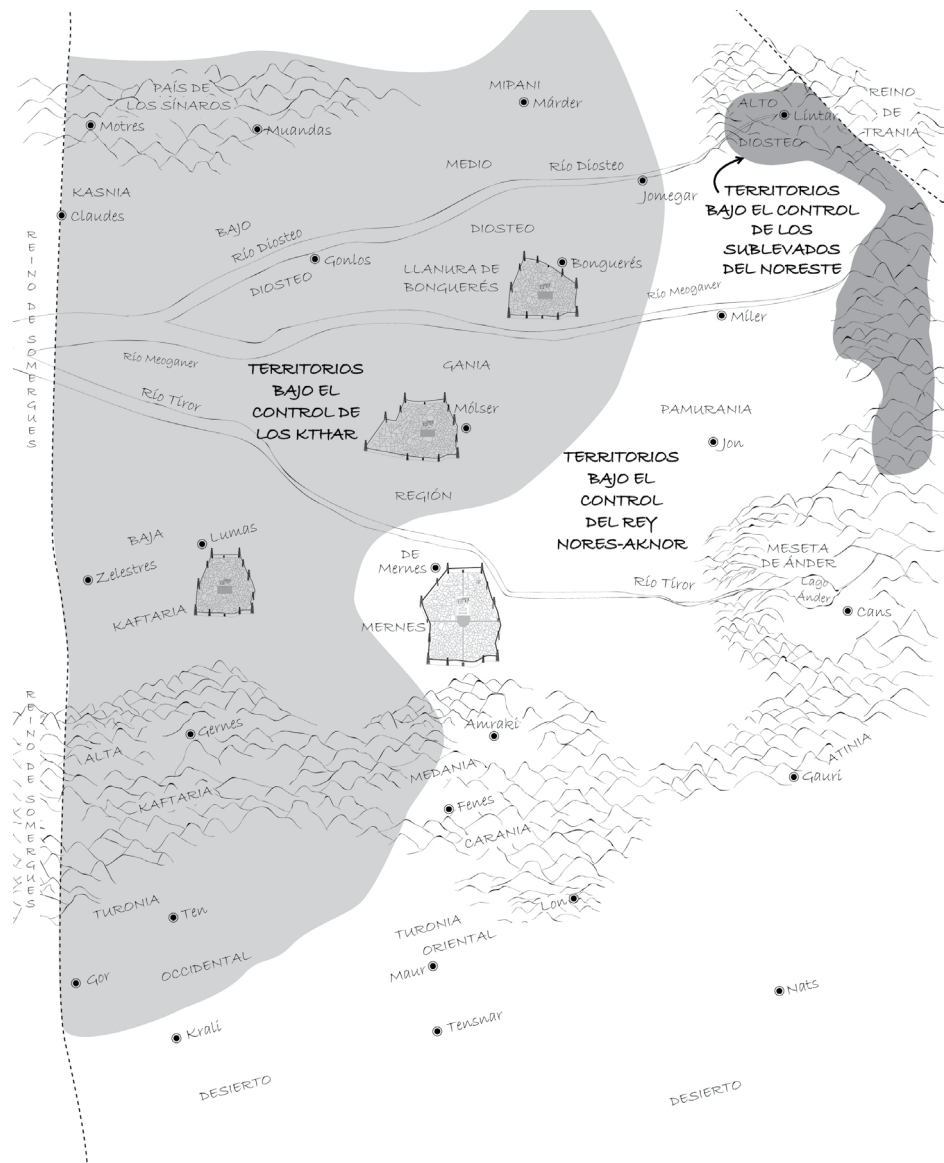 MIPANI
Márder
PAÍS DE
LOS SÍNAROS
Motres
Muandas
REINO
DE
TRANIA
ALTO
Lintar
DIOSTEO
MEDIO
Río Diosteo
Jomegar
TERRITORIOS
BAJO EL CONTROL
DE LOS
SUBLEVADOS
DEL NORESTE
KASNIA
Claudes
BAJO
Río Diosteo
DIOSTEO
Gonlos
DIOSTEO
LLANURA DE
BONGUERÉS
Bonguerés
REINO DE SOMERGUES
Río Meoganer
Míler
Río Meoganer
Río Tíror
TERRITORIOS
BAJO EL
CONTROL DE
LOS KTHAR
GANIA
Mólser
PAMURANIA
Jon
TERRITORIOS
BAJO EL
CONTROL
DEL REY
NORES-AKNOR
REGIÓN
DE
Mernes
MERNES
BAJA
Lumas
Zelestres
KAFTARIA
MESETA
DE ÁNDER
Lago
Ánder
Río Tíror
Cans
REINO DE SOMERGUES
Gernes
ALTA
KAFTARIA
Amraki
MEDANIA
Fenes
CARANIA
ATINIA
Gauri
Lon
TURONIA
Ten
OCCIDENTAL
Gor
TURONIA
ORIENTAL
Maur
Nats
Krali
Tensnar
DESIERTO
DESIERTO